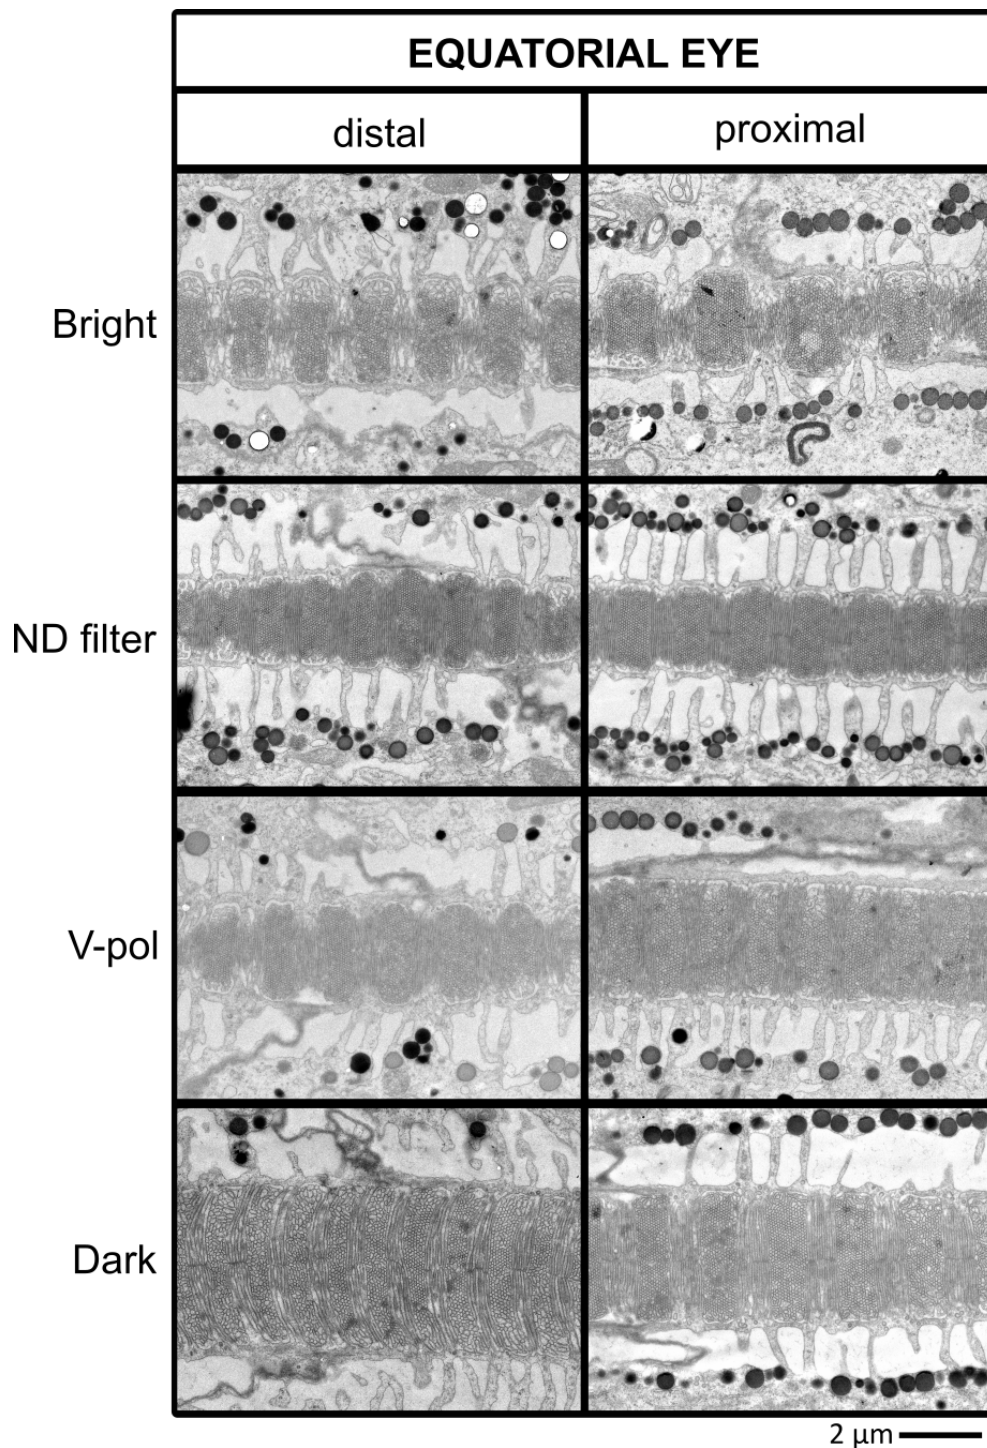 EQUATORIAL EYE
distal
proximal
Bright
ND filter
V-pol
Dark
2 µm